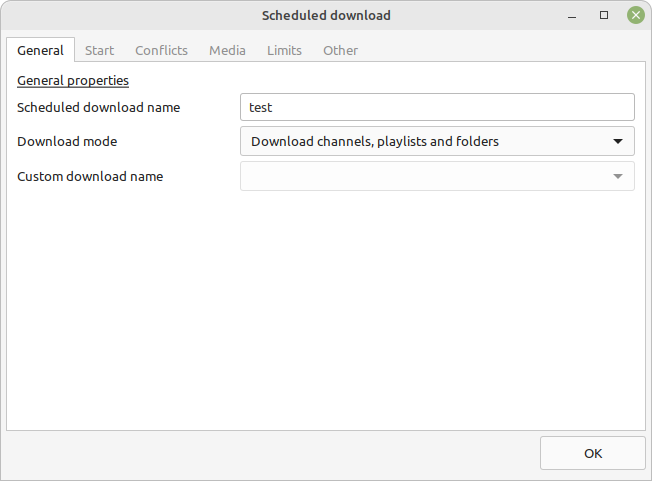 Scheduled download
General Start Conflicts Media Limits Other
General properties
Scheduled download name test
Download mode Download channels, playlists and folders
Custom download name
OK